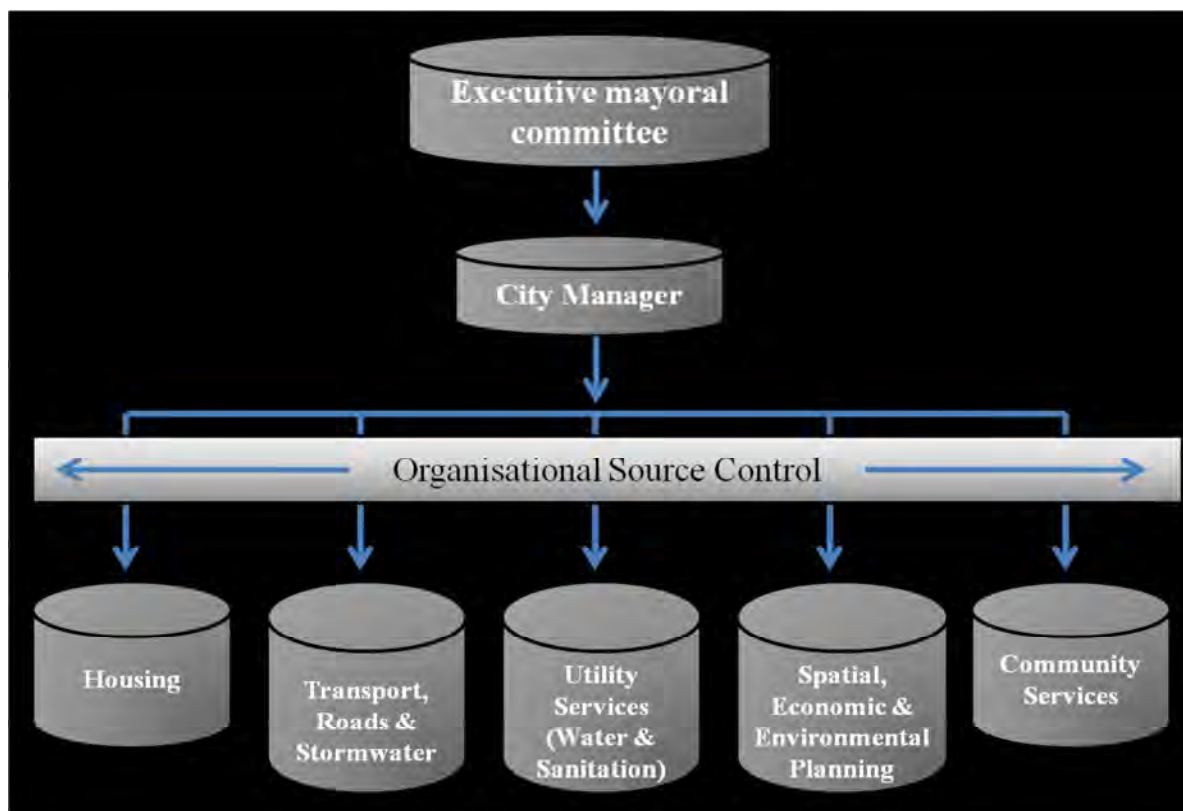 Executive mayoral
committee
City Manager
Organisational Source Control
Housing
Transport,
Roads &
Stormwater
Utility
Services
(Water &
Sanitation)
Spatial,
Economic &
Environmental
Planning
Community
Services